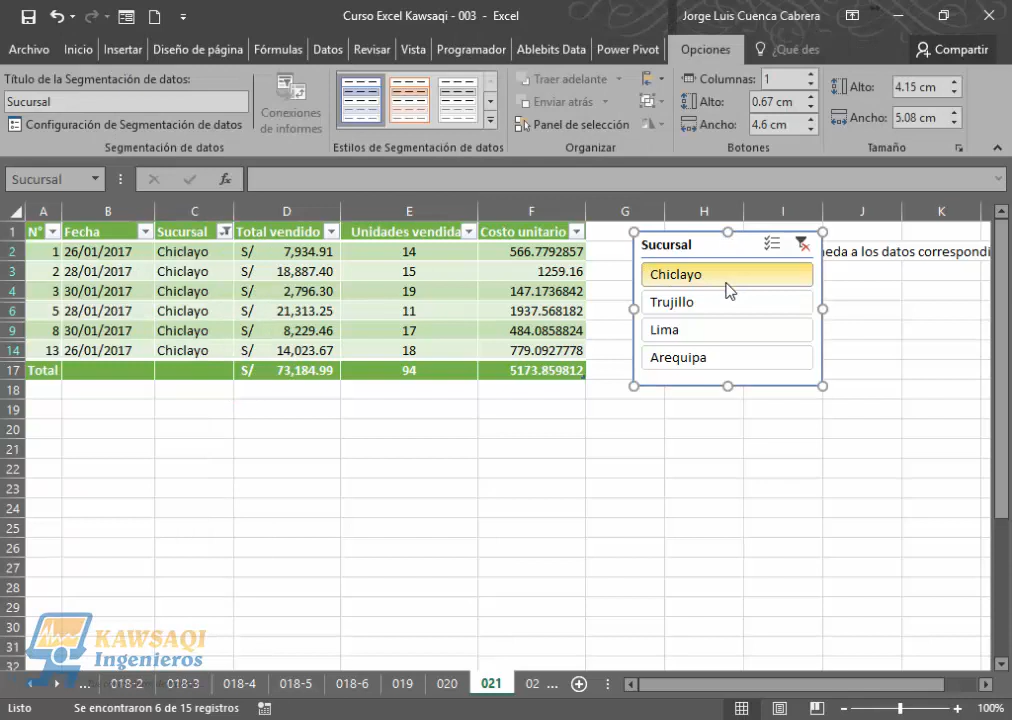 Curso Excel Kawsaqi - 003 - Excel
Jorge Luis Cuenca Cabrera
Archivo Inicio Insertar Diseño de página Fórmulas Datos Revisar Vista Programador Ablebits Data Power Pivot Opciones ¿Qué des Compartir
Título de la Segmentación de datos:
Sucursal
Configuración de Segmentación de datos
Segmentación de datos
Conexiones
de informes
Estilos de Segmentación de datos
Traer adelante
Enviar atrás
Panel de selección
Organizar
Columnas: 1
Alto: 0.67 cm
Ancho: 4.6 cm
Botones
Alto: 4.15 cm
Ancho: 5.08 cm
Tamaño
Sucursal fx
A B C D E F G H I J K
1 N° Fecha Sucursal Total vendido Unidades vendida Costo unitario
2 1 26/01/2017 Chiclayo S/ 7,934.91 14 566.7792857 neda a los datos correspondi
3 2 28/01/2017 Chiclayo S/ 18,887.40 15 1259.16
4 3 30/01/2017 Chiclayo S/ 2,796.30 19 147.1736842
6 5 28/01/2017 Chiclayo S/ 21,313.25 11 1937.568182
9 8 30/01/2017 Chiclayo S/ 8,229.46 17 484.0858824
14 13 26/01/2017 Chiclayo S/ 14,023.67 18 779.0927778
17 Total S/ 73,184.99 94 5173.859812
Sucursal
Chiclayo
Trujillo
Lima
Arequipa
18
19
20
21
22
23
24
25
26
27
28
29
30
31
32
KAWSAQI
Ingenieros
... 018-2 018-3 018-4 018-5 018-6 019 020 021 02 ...
Listo Se encontraron 6 de 15 registros 100%